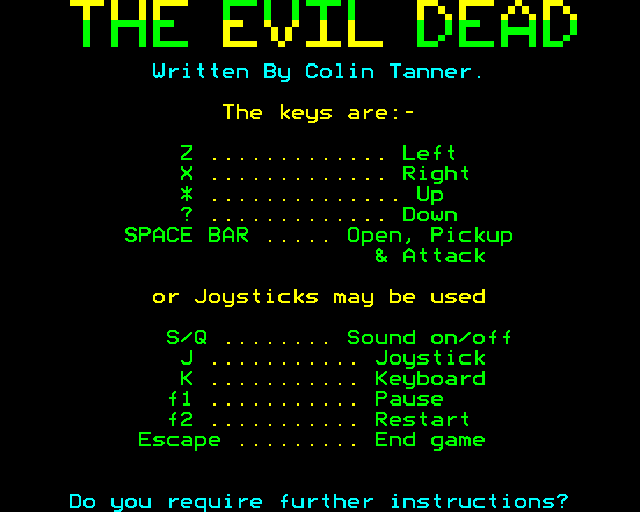 THE EVIL DEAD
Written By Colin Tanner.
The keys are:-
Z ............. Left
X ............. Right
* .............. Up
? ............. Down
SPACE BAR ..... Open, Pickup
& Attack
or Joysticks may be used
S/Q ........ Sound on/off
J ........... Joystick
K ........... Keyboard
f1 ........... Pause
f2 ........... Restart
Escape ......... End game
Do you require further instructions?